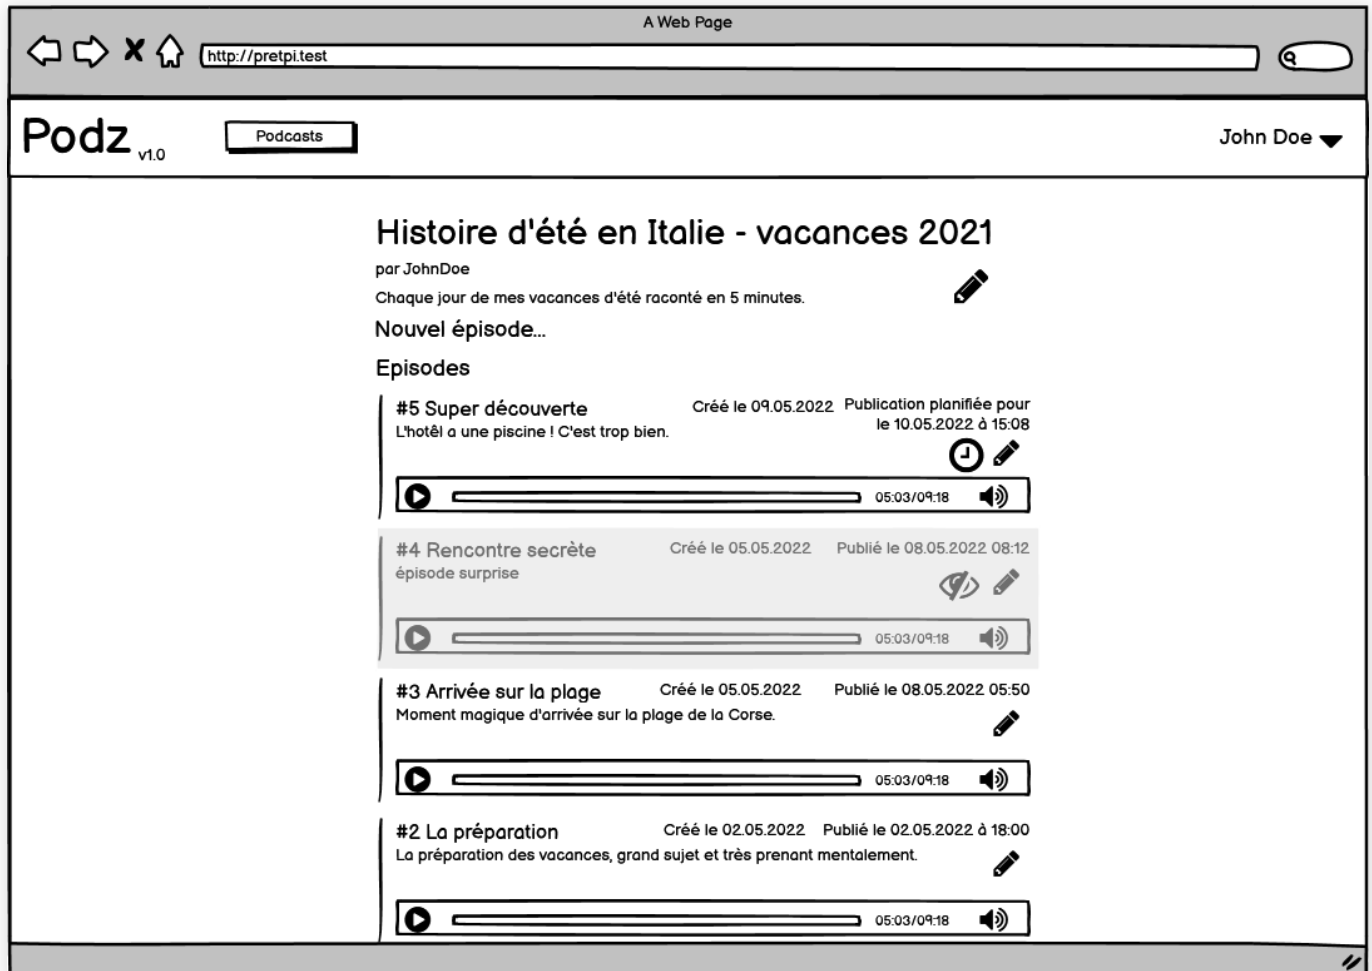 A Web Page
http://pretpi.test
Podz v1.0
Podcasts
John Doe
Histoire d'été en Italie - vacances 2021
par JohnDoe
Chaque jour de mes vacances d'été raconté en 5 minutes.
Nouvel épisode...
Episodes
#5 Super découverte Créé le 09.05.2022 Publication planifiée pour
le 10.05.2022 à 15:08
L'hotêl a une piscine ! C'est trop bien.
05:03/09:18
#4 Rencontre secrète Créé le 05.05.2022 Publié le 08.05.2022 08:12
épisode surprise
05:03/09:18
#3 Arrivée sur la plage Créé le 05.05.2022 Publié le 08.05.2022 05:50
Moment magique d'arrivée sur la plage de la Corse.
05:03/09:18
#2 La préparation Créé le 02.05.2022 Publié le 02.05.2022 à 18:00
La préparation des vacances, grand sujet et très prenant mentalement.
05:03/09:18